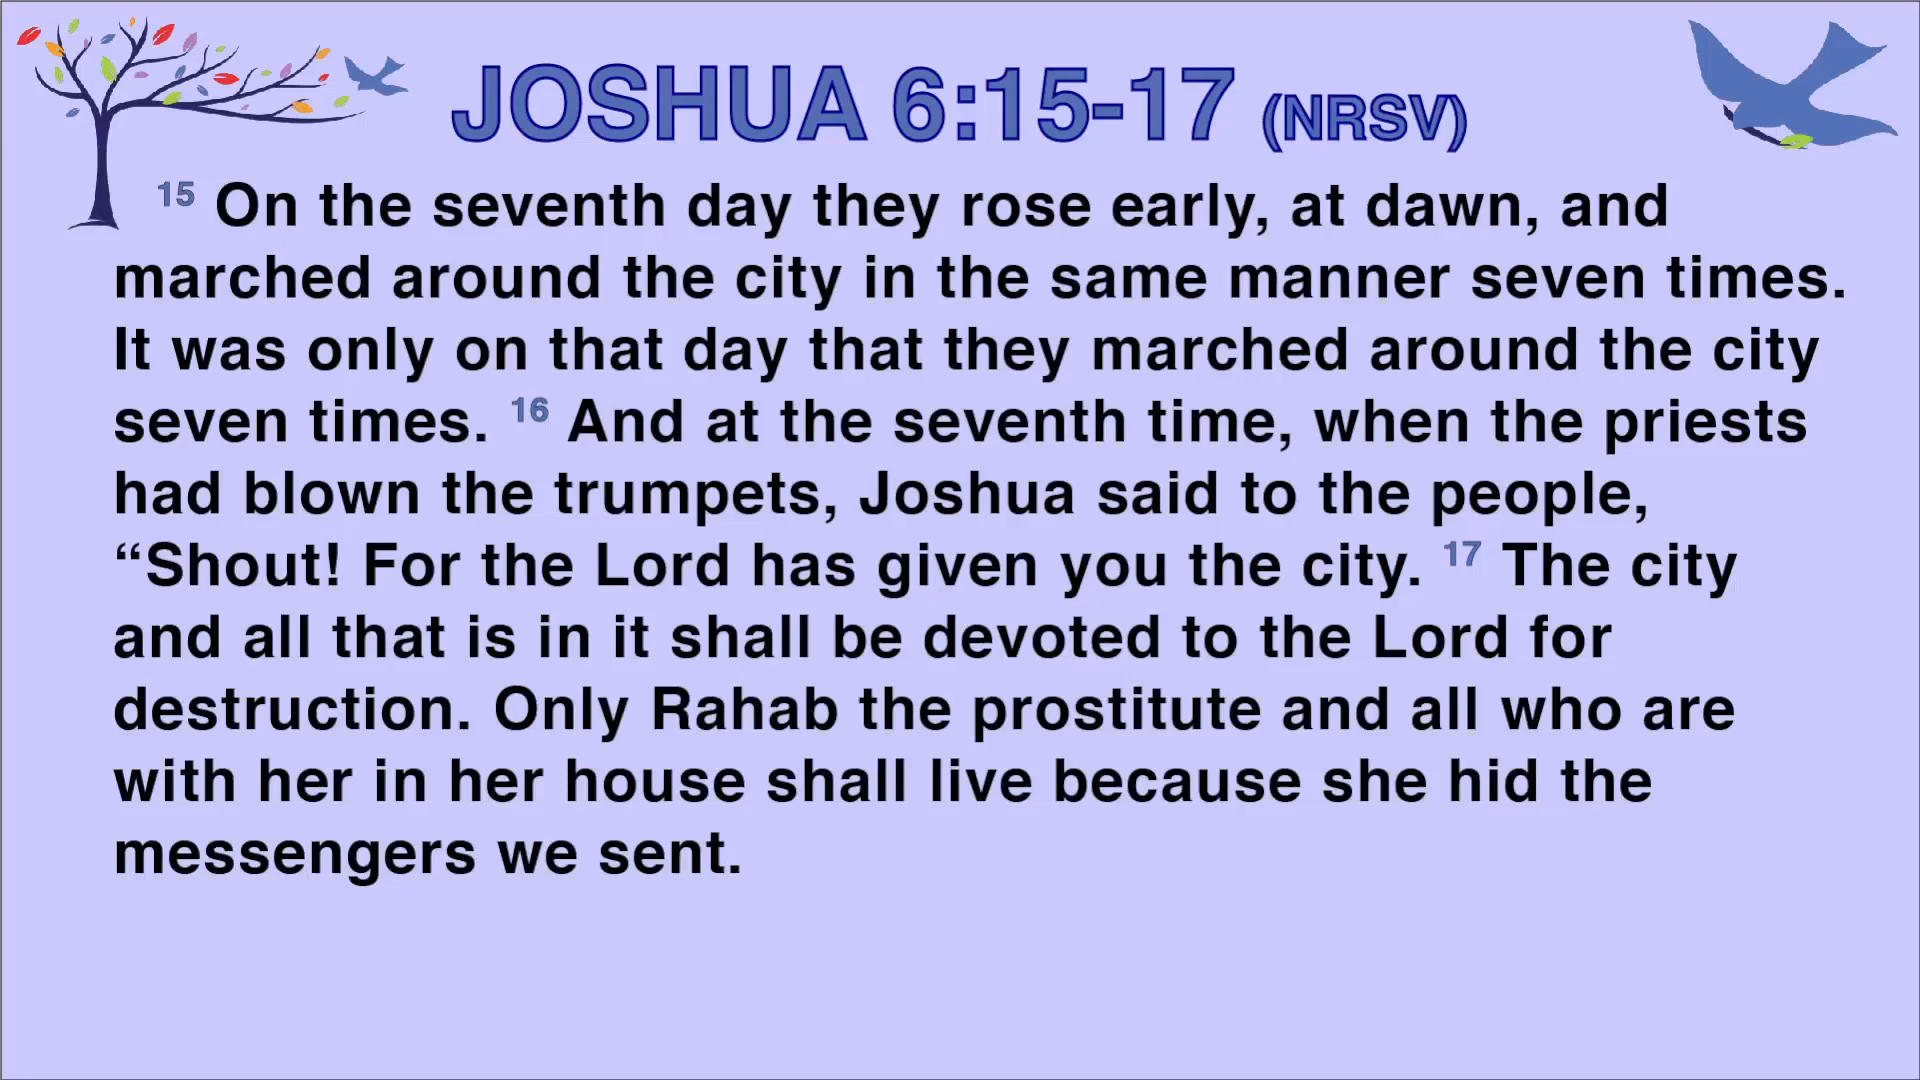 JOSHUA 6:15-17 (NRSV)
15 On the seventh day they rose early, at dawn, and
marched around the city in the same manner seven times.
It was only on that day that they marched around the city
seven times. 16 And at the seventh time, when the priests
had blown the trumpets, Joshua said to the people,
“Shout! For the Lord has given you the city. 17 The city
and all that is in it shall be devoted to the Lord for
destruction. Only Rahab the prostitute and all who are
with her in her house shall live because she hid the
messengers we sent.